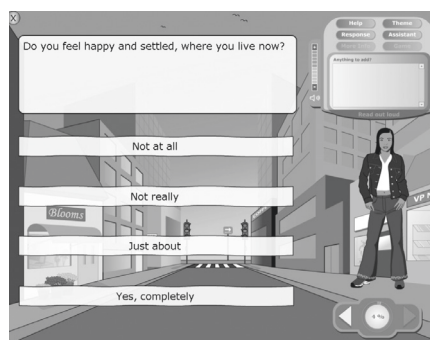 X
Do you feel happy and settled, where you live now?
Not at all
Not really
Just about
Yes, completely
Blooms
Help
Theme
Response
Assistant
Anything to add?
Read out loud
VP